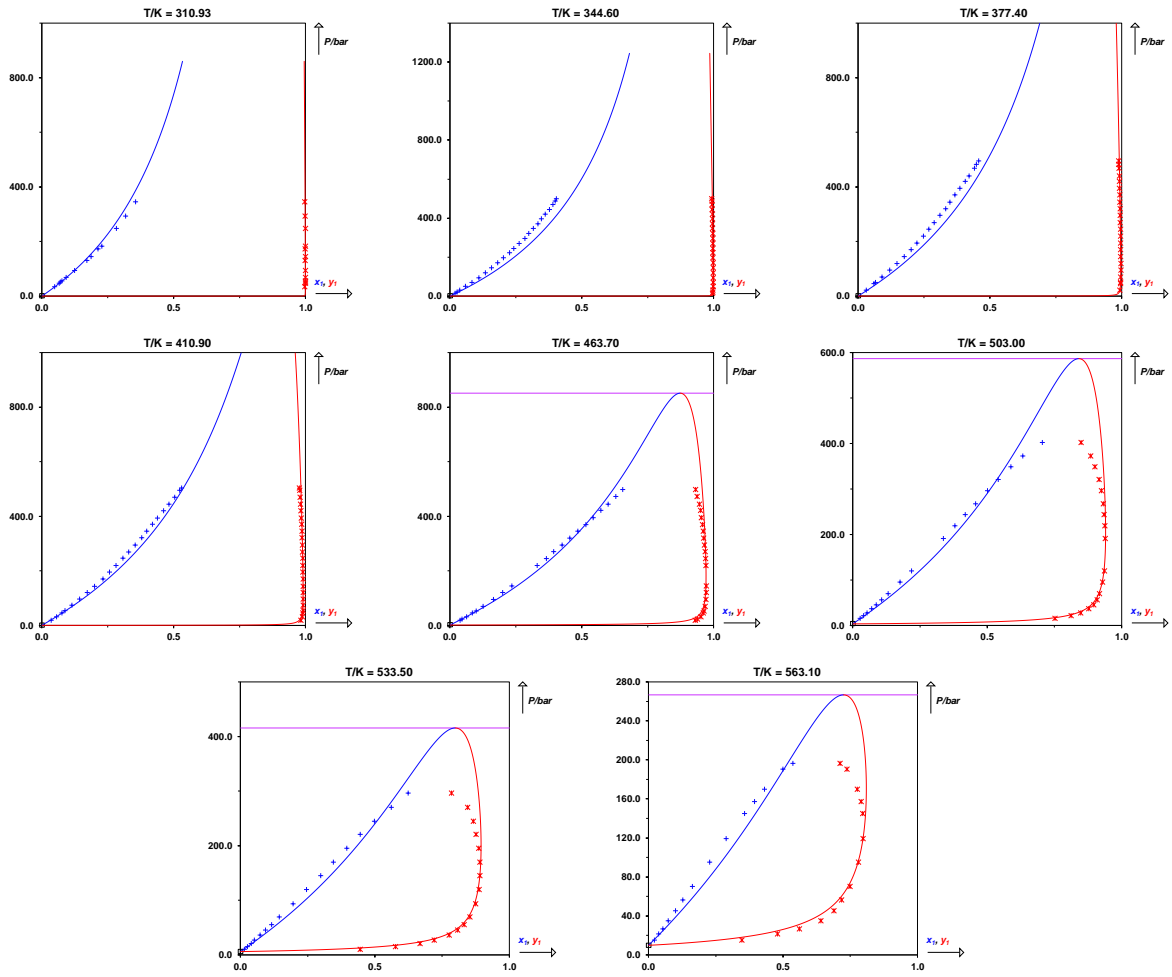 T/K = 310.93
P/bar
800.0
400.0
0.0
0.0 0.5 1.0
x₁, y₁
T/K = 344.60
P/bar
1200.0
800.0
400.0
0.0
0.0 0.5 1.0
x₁, y₁
T/K = 377.40
P/bar
800.0
400.0
0.0
0.0 0.5 1.0
x₁, y₁
T/K = 410.90
P/bar
800.0
400.0
0.0
0.0 0.5 1.0
x₁, y₁
T/K = 463.70
P/bar
800.0
400.0
0.0
0.0 0.5 1.0
x₁, y₁
T/K = 503.00
P/bar
600.0
400.0
200.0
0.0
0.0 0.5 1.0
x₁, y₁
T/K = 533.50
P/bar
400.0
200.0
0.0
0.0 0.5 1.0
x₁, y₁
T/K = 563.10
P/bar
280.0
240.0
200.0
160.0
120.0
80.0
40.0
0.0
0.0 0.5 1.0
x₁, y₁